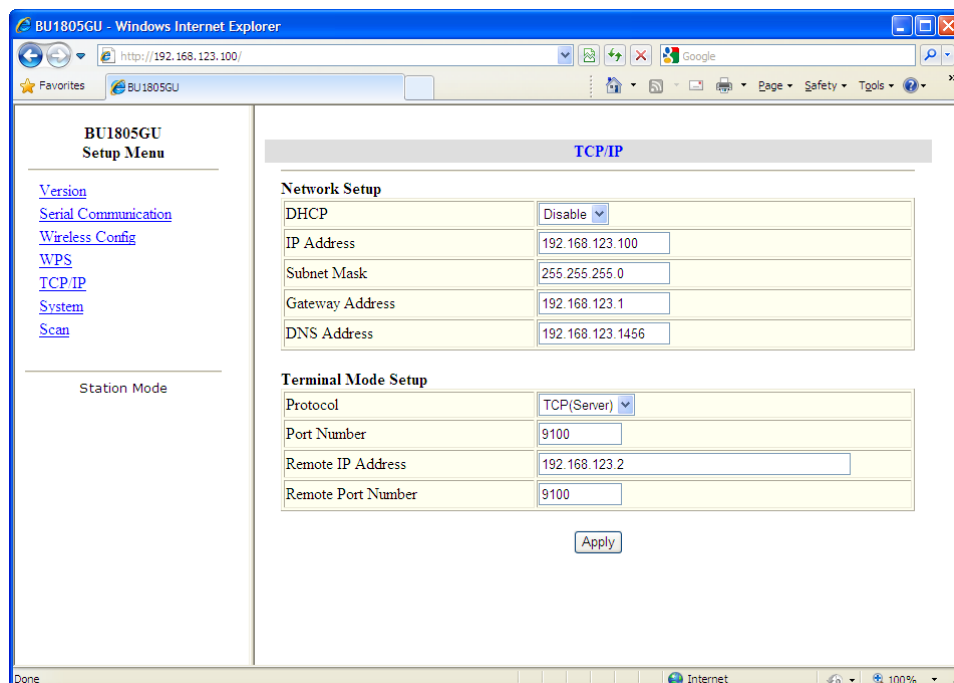 BU1805GU - Windows Internet Explorer
http://192.168.123.100/
Google
Favorites
BU1805GU
Page
Safety
Tools
BU1805GU
Setup Menu
Version
Serial Communication
Wireless Config
WPS
TCP/IP
System
Scan
Station Mode
TCP/IP
Network Setup
DHCP Disable
IP Address 192.168.123.100
Subnet Mask 255.255.255.0
Gateway Address 192.168.123.1
DNS Address 192.168.123.1456
Terminal Mode Setup
Protocol TCP(Server)
Port Number 9100
Remote IP Address 192.168.123.2
Remote Port Number 9100
Apply
Done
Internet
100%